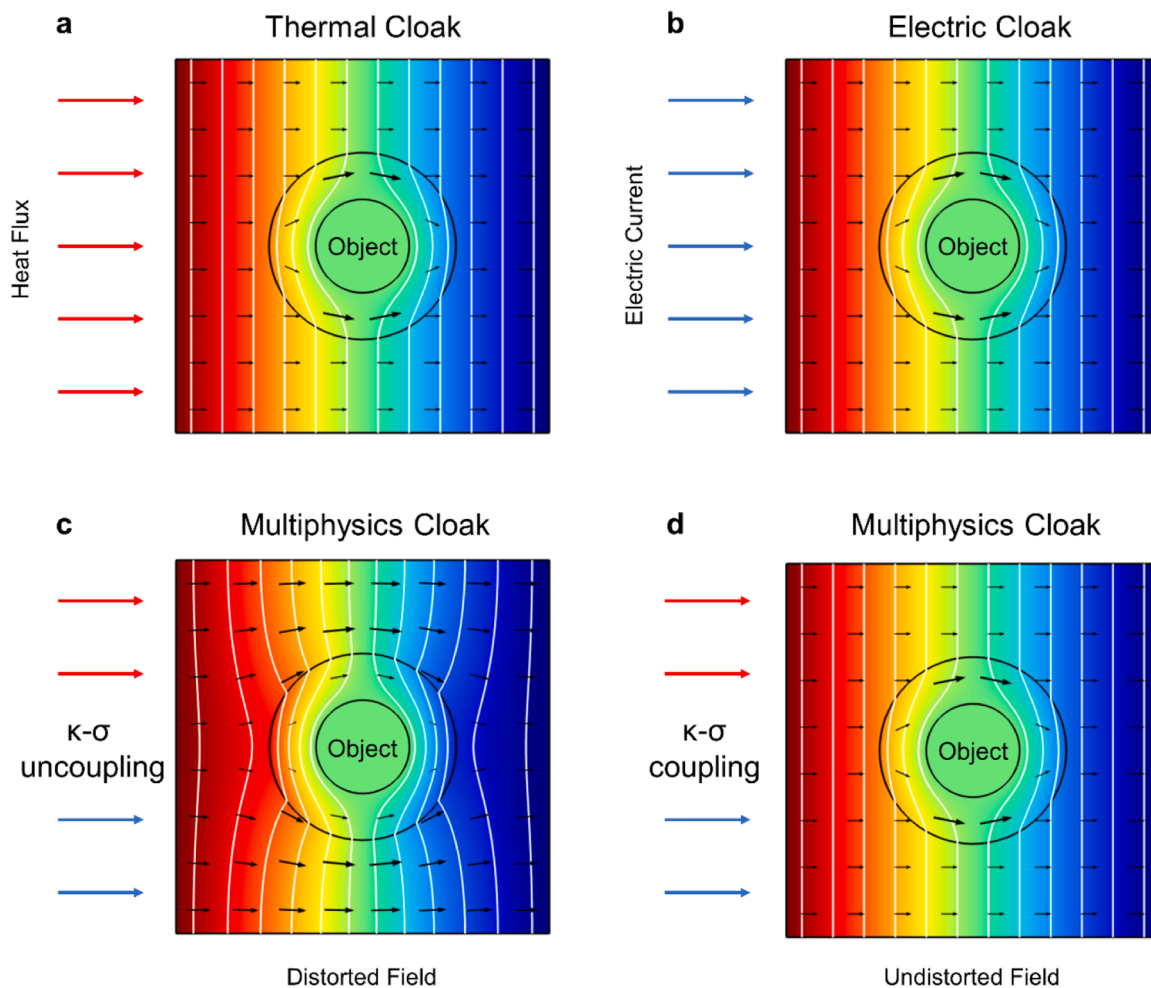 a
Thermal Cloak
Heat Flux
Object
b
Electric Cloak
Electric Current
Object
c
Multiphysics Cloak
κ-σ
uncoupling
Object
Distorted Field
d
Multiphysics Cloak
κ-σ
coupling
Object
Undistorted Field